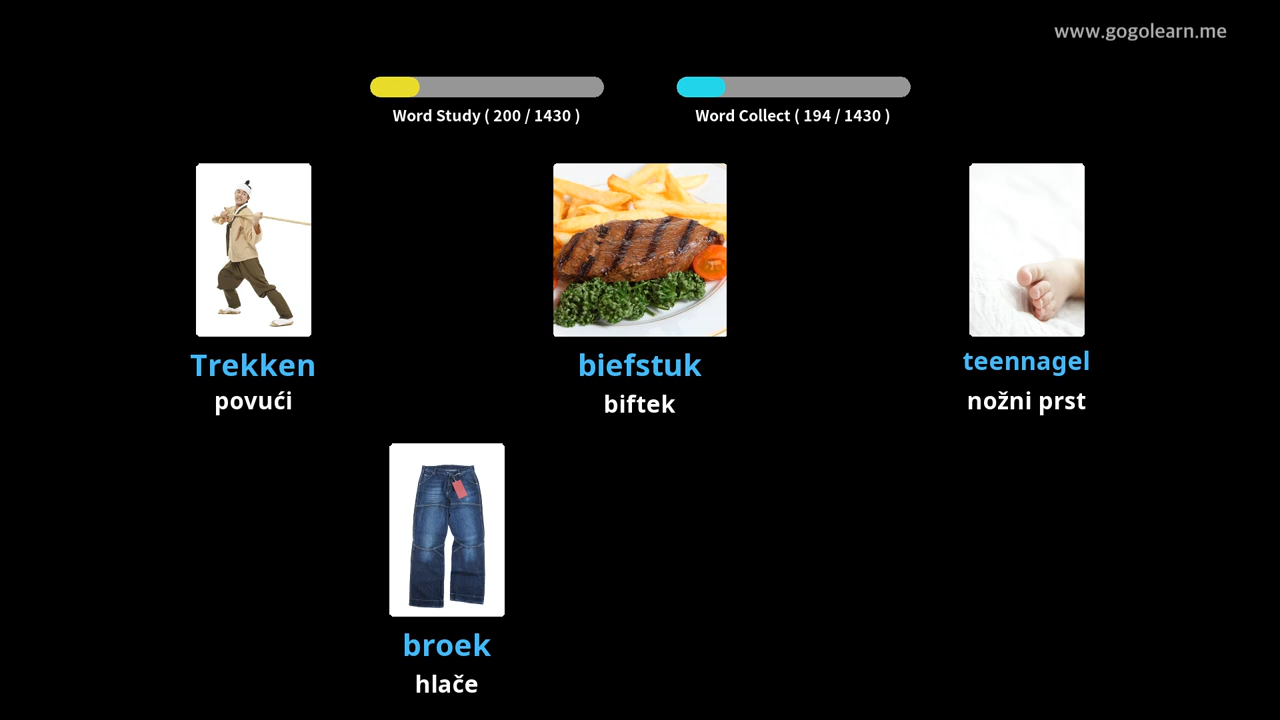 www.gogolearn.me
Word Study ( 200 / 1430 )
Word Collect ( 194 / 1430 )
Trekken
povući
biefstuk
biftek
teennagel
nožni prst
broek
hlače